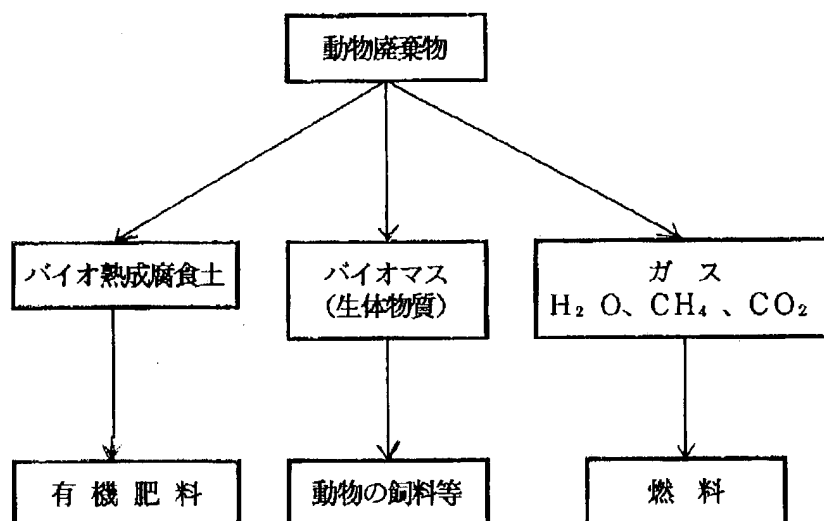 動物廃棄物
バイオ熟成腐食土
バイオマス
(生体物質)
ガス
H₂O、CH₄、CO₂
有機肥料
動物の飼料等
燃料